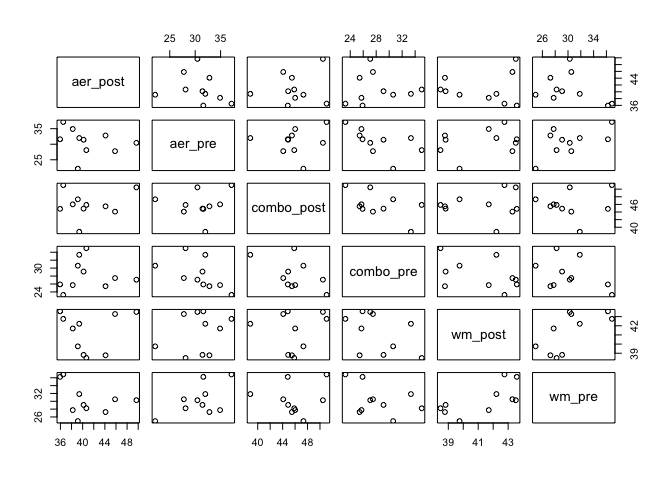 25 30 35
24 28 32
39 41 43
aer_post
36 44
25 35
aer_pre
combo_post
40 46
24 30
combo_pre
wm_post
39 42
26 32
wm_pre
36 40 44 48
40 44 48
26 30 34